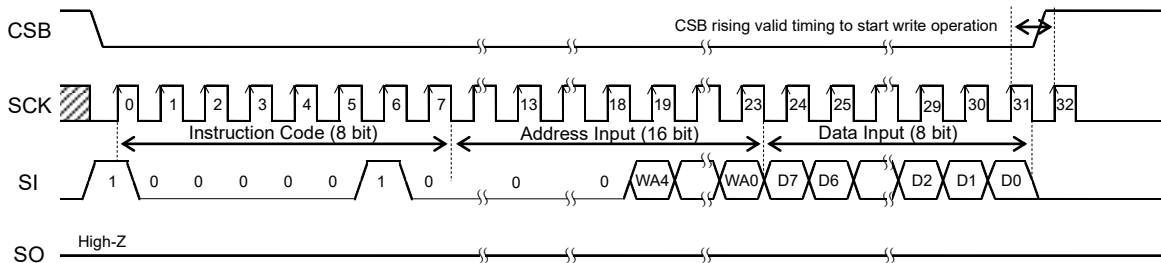 CSB
CSB rising valid timing to start write operation
SCK
0 1 2 3 4 5 6 7 13 18 19 23 24 25 29 30 31 32
Instruction Code (8 bit) Address Input (16 bit) Data Input (8 bit)
SI
1 0 0 0 0 0 1 0 0 0 WA4 WA0 D7 D6 D2 D1 D0
High-Z
SO